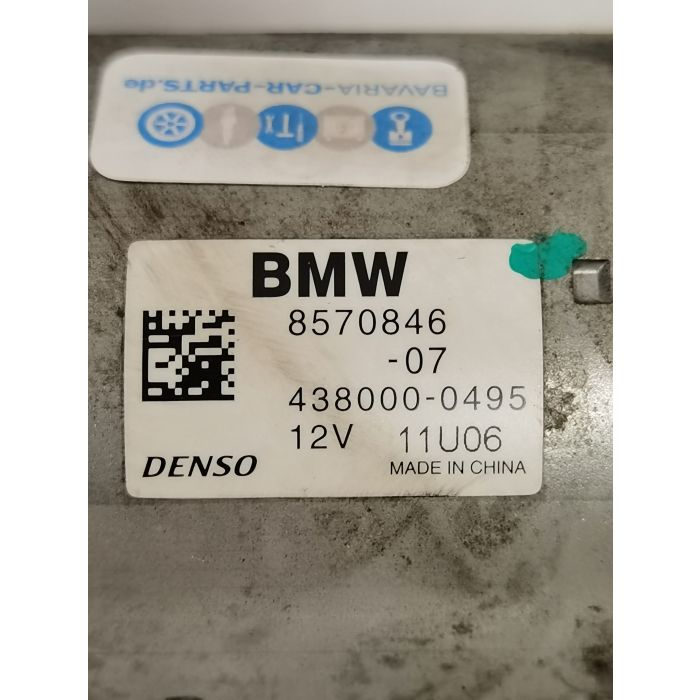 BAVARIA-CAR-PARTS.de
BMW
8570846
-07
438000-0495
12V 11U06
DENSO MADE IN CHINA